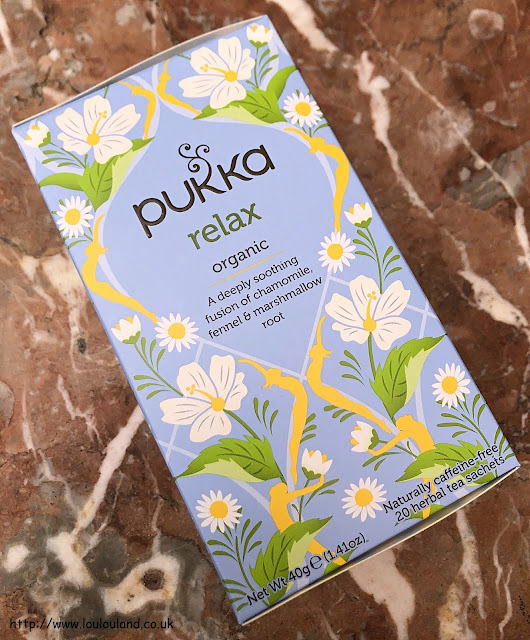 pukka
relax
organic
A deeply soothing
fusion of chamomile,
fennel & marshmallow
root
Naturally caffeine-free
20 herbal tea sachets
Net Wt 40g ℮ (1.41oz).
http://www.loulouland.co.uk